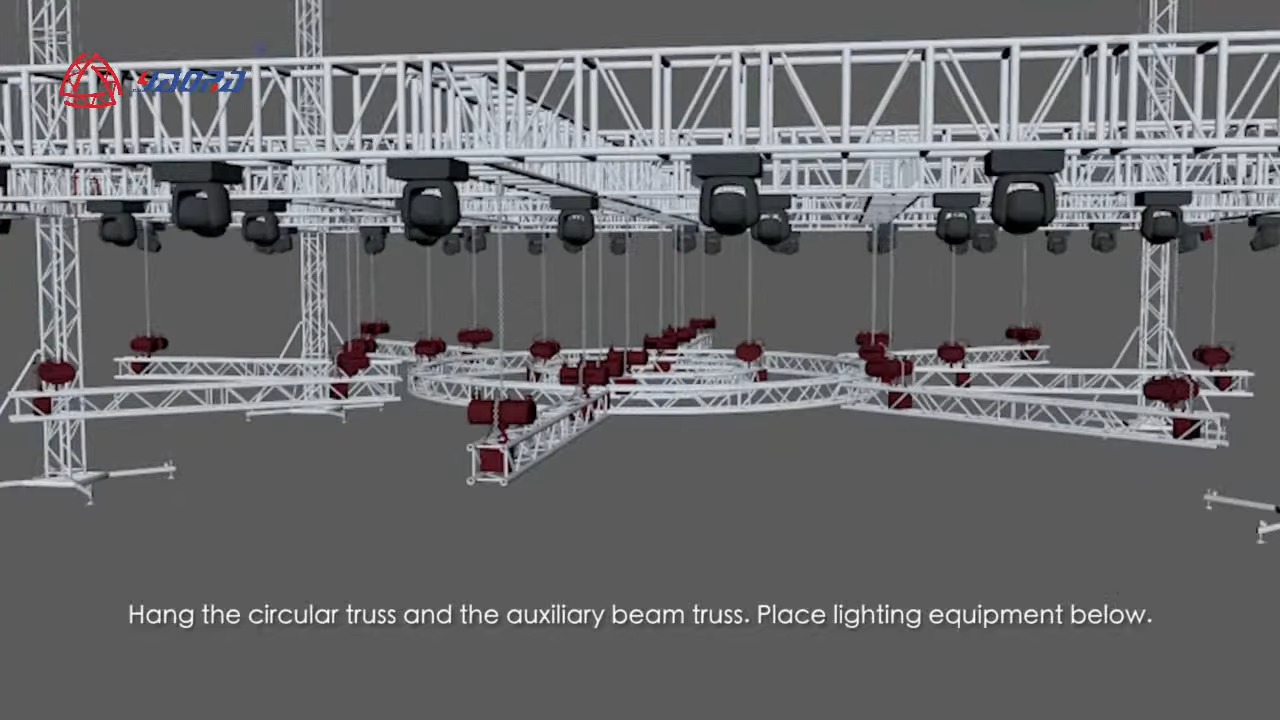 Hang the circular truss and the auxiliary beam truss. Place lighting equipment below.